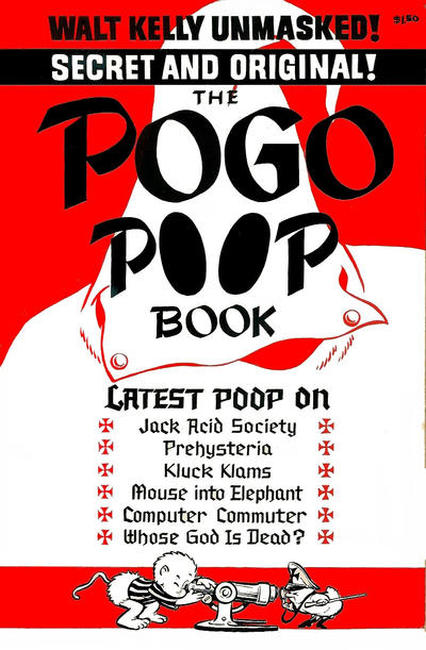 WALT KELLY UNMASKED!
$1.50
SECRET AND ORIGINAL!
THE
POGO
POOP
BOOK
LATEST POOP ON
Jack Acid Society
Prehysteria
Kluck Klams
Mouse into Elephant
Computer Commuter
Whose God Is Dead?